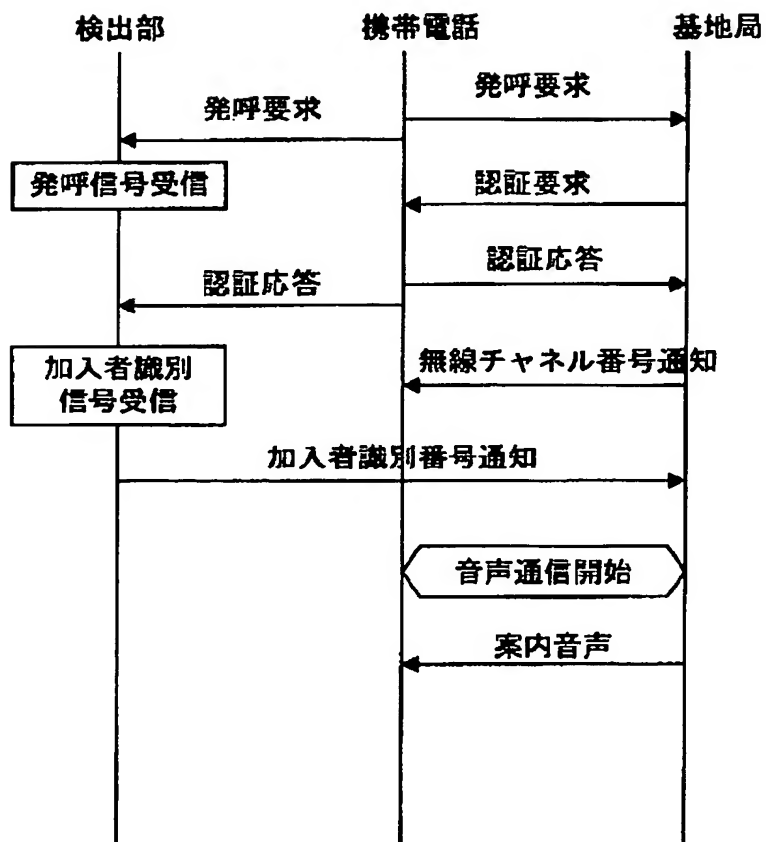 検出部
携帯電話
基地局
発呼要求
発呼要求
発呼信号受信
認証要求
認証応答
認証応答
加入者識別
信号受信
無線チャネル番号通知
加入者識別番号通知
音声通信開始
案内音声